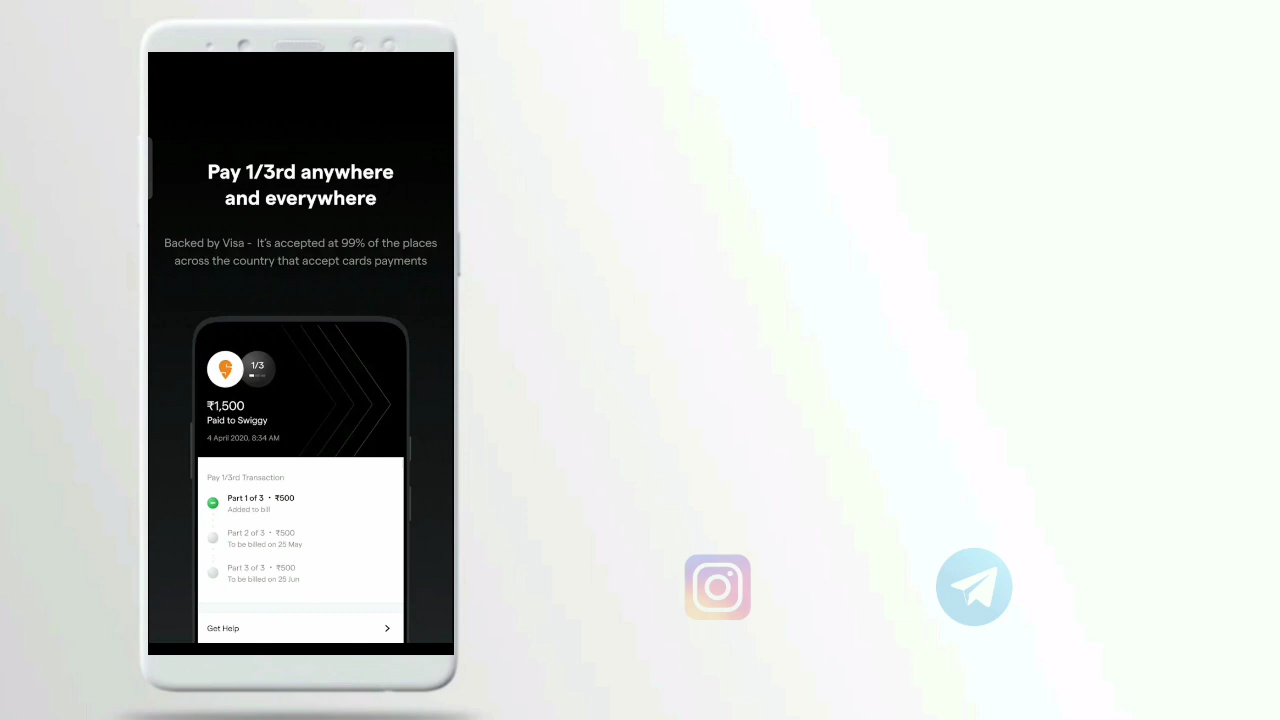 Pay 1/3rd anywhere
and everywhere
Backed by Visa - It's accepted at 99% of the places
across the country that accept cards payments
1/3
₹1,500
Paid to Swiggy
4 April 2020, 8:34 AM
Pay 1/3rd Transaction
Part 1 of 3 • ₹500
Added to bill
Part 2 of 3 • ₹500
To be billed on 25 May
Part 3 of 3 • ₹500
To be billed on 25 Jun
Get Help